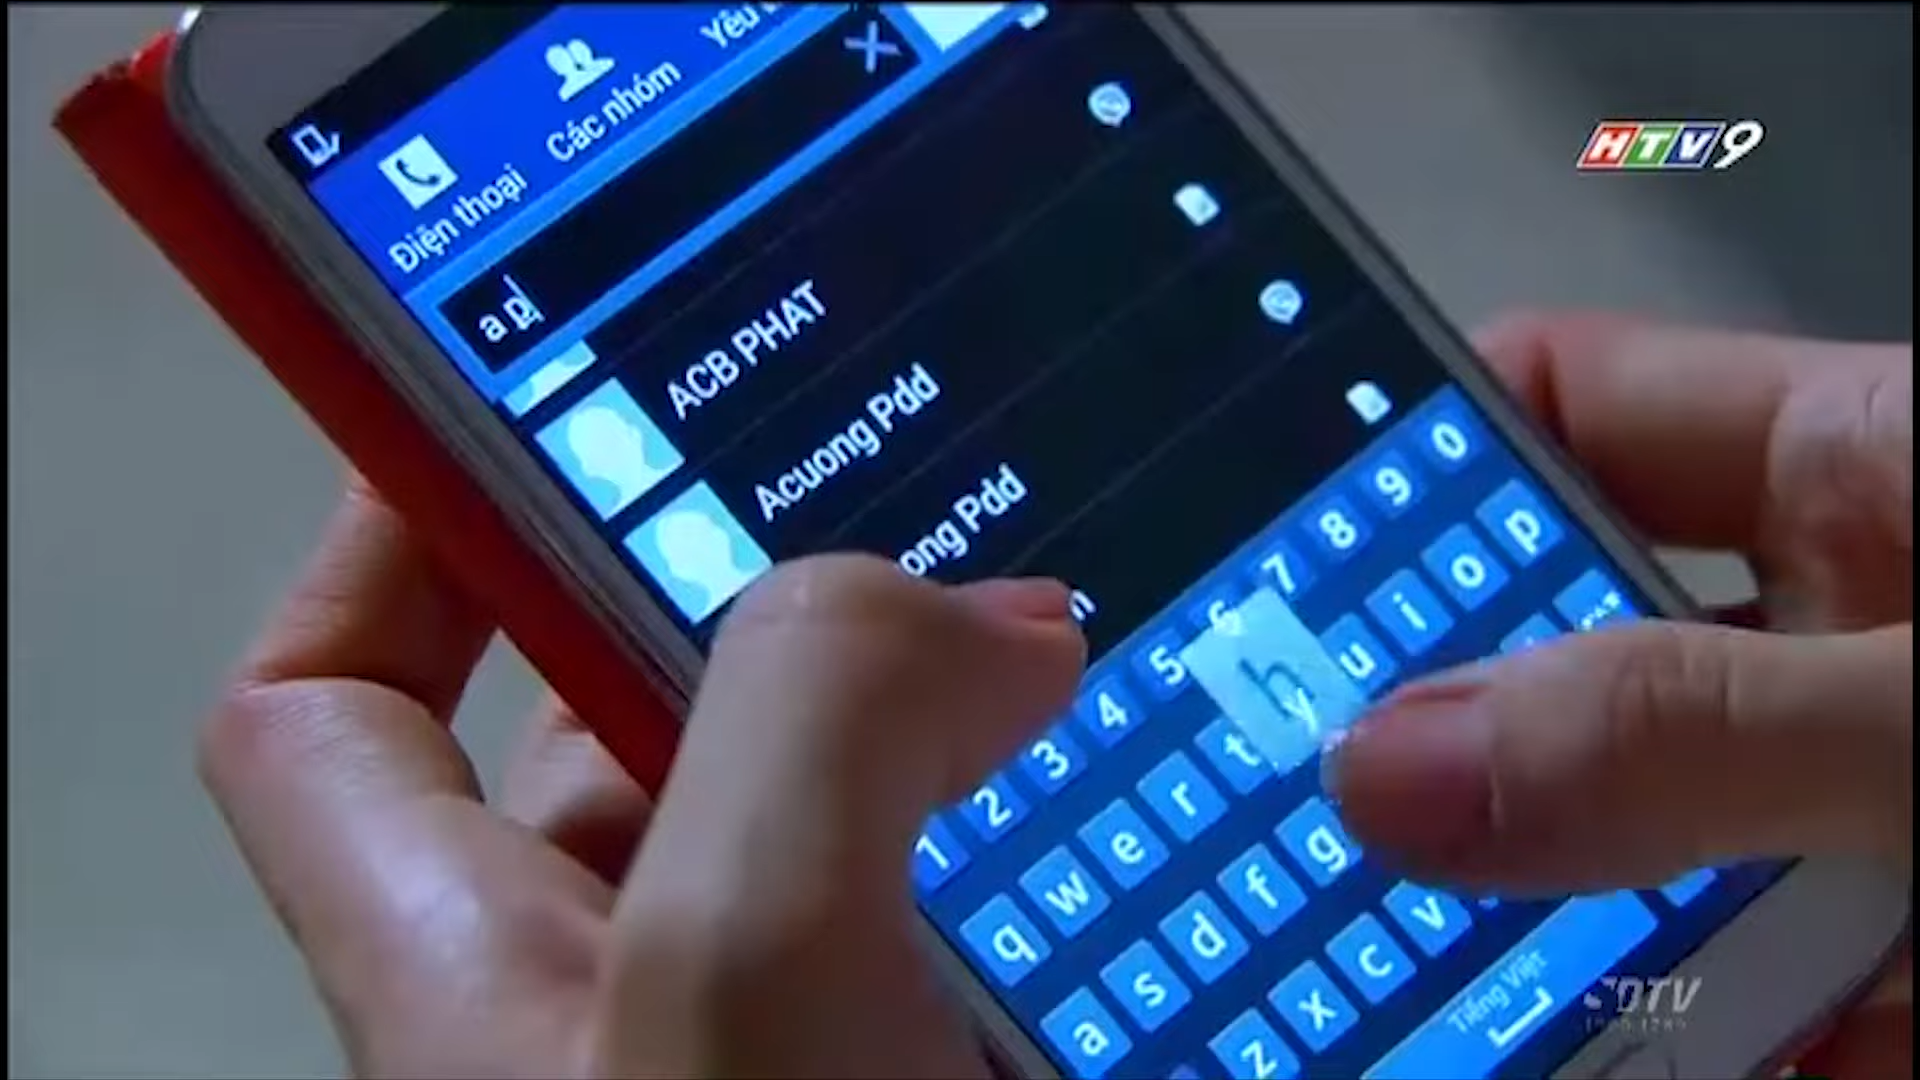 Yêu
Các nhóm
Điện thoại
HTV9
a p
ACB PHAT
Acuong Pdd
ong Pdd
n
1 2 3 4 5 6 7 8 9 0
q w e r t y u i o p
h
a s d f g
z x c v
Tiếng Việt
SDTV